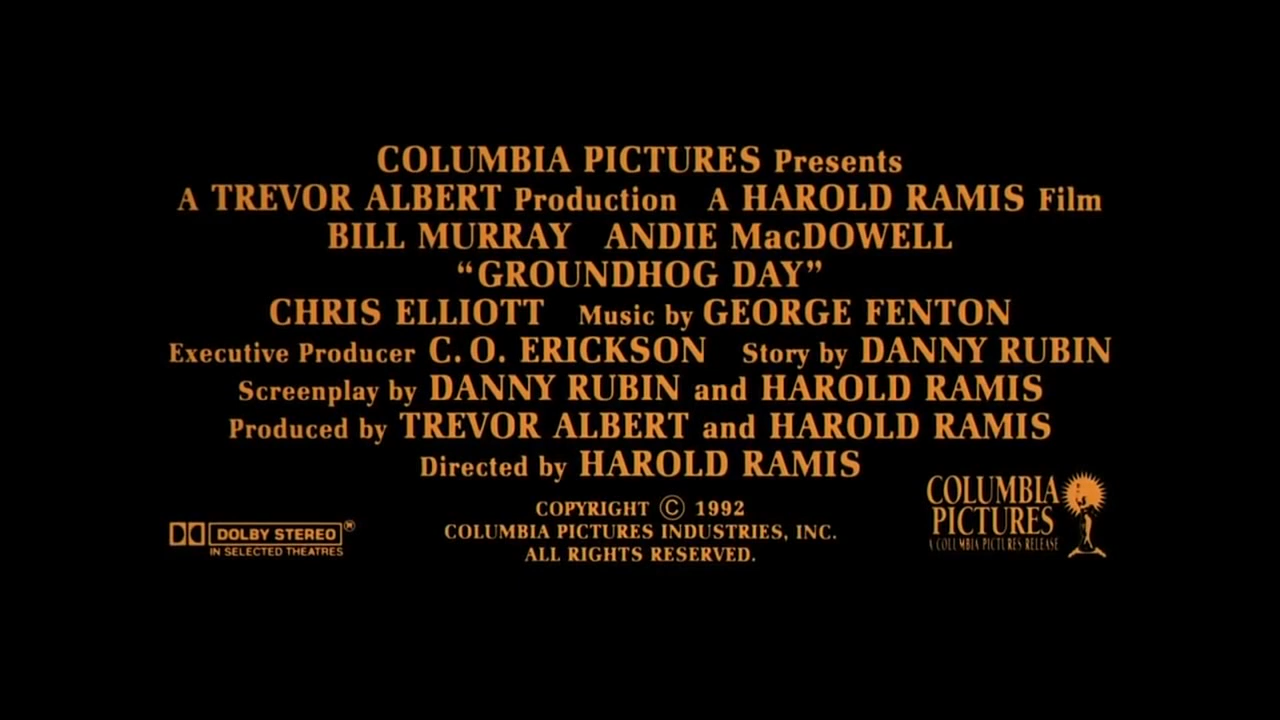 COLUMBIA PICTURES Presents
A TREVOR ALBERT Production A HAROLD RAMIS Film
BILL MURRAY ANDIE MacDOWELL
“GROUNDHOG DAY”
CHRIS ELLIOTT Music by GEORGE FENTON
Executive Producer C. O. ERICKSON Story by DANNY RUBIN
Screenplay by DANNY RUBIN and HAROLD RAMIS
Produced by TREVOR ALBERT and HAROLD RAMIS
Directed by HAROLD RAMIS
COPYRIGHT © 1992
COLUMBIA PICTURES INDUSTRIES, INC.
ALL RIGHTS RESERVED.
DOLBY STEREO®
IN SELECTED THEATRES
COLUMBIA
PICTURES
A COLUMBIA PICTURES RELEASE